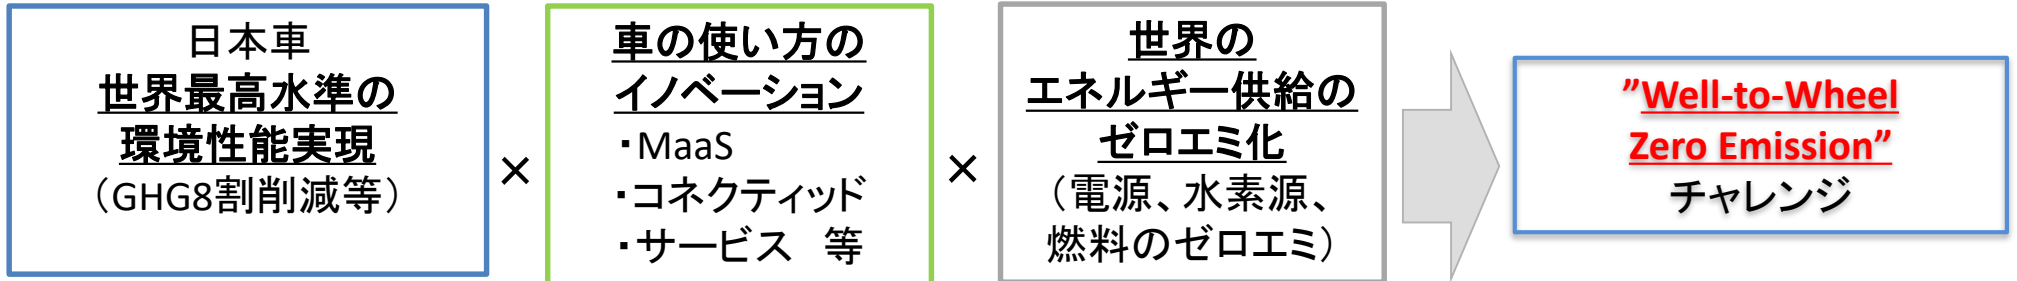 日本車
世界最高水準の
環境性能実現
（GHG8割削減等）
×
車の使い方の
イノベーション
・MaaS
・コネクティッド
・サービス　等
×
世界の
エネルギー供給の
ゼロエミ化
（電源、水素源、
燃料のゼロエミ）
”Well-to-Wheel
Zero Emission”
チャレンジ